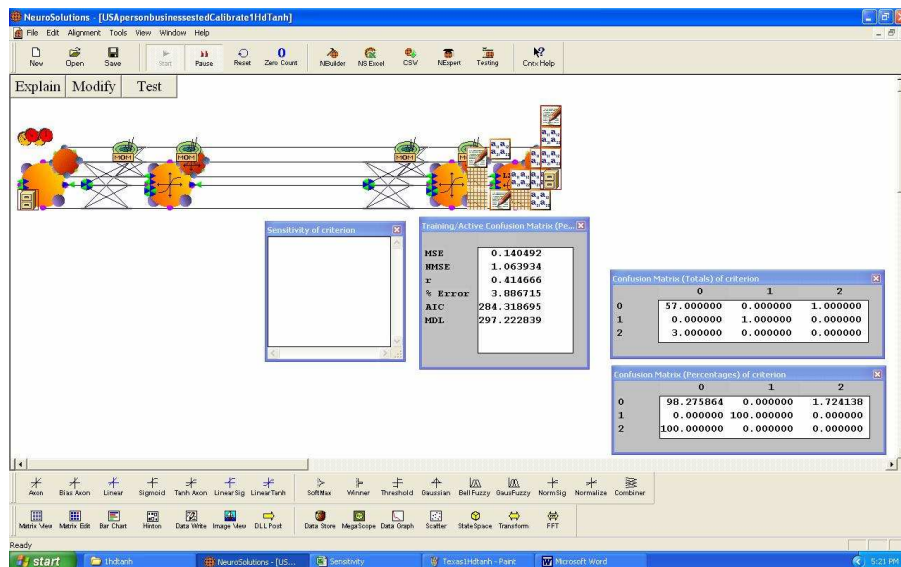 NeuroSolutions - [USApersonbusinessestedCalibrate1HdTanh]
File Edit Alignment Tools View Window Help
New Open Save Start Pause Reset Zero Count NBuilder NS Excel CSV NExpert Testing Cntx Help
Explain Modify Test
MOM MOM MOM MOM
Sensitivity of criterion
Training/Active Confusion Matrix (Pe...
MSE 0.140492
NMSE 1.063934
r 0.414666
% Error 3.886715
AIC 284.318695
MDL 297.222839
Confusion Matrix (Totals) of criterion
0 1 2
0 57.000000 0.000000 1.000000
1 0.000000 1.000000 0.000000
2 3.000000 0.000000 0.000000
Confusion Matrix (Percentages) of criterion
0 1 2
0 98.275864 0.000000 1.724138
1 0.000000 100.000000 0.000000
2 100.000000 0.000000 0.000000
Axon Bias Axon Linear Sigmoid Tanh Axon LinearSig LinearTanh SoftMax Winner Threshold Gaussian Bell Fuzzy GausFuzzy NormSig Normalize Combiner
Matrix View Matrix Edit Bar Chart Hinton Data Write Image View DLL Post Data Store MegaScope Data Graph Scatter State Space Transform FFT
Ready
start 1hdtanh NeuroSolutions - [US... Sensitivity Texas1Hdtanh - Paint Microsoft Word 5:21 PM